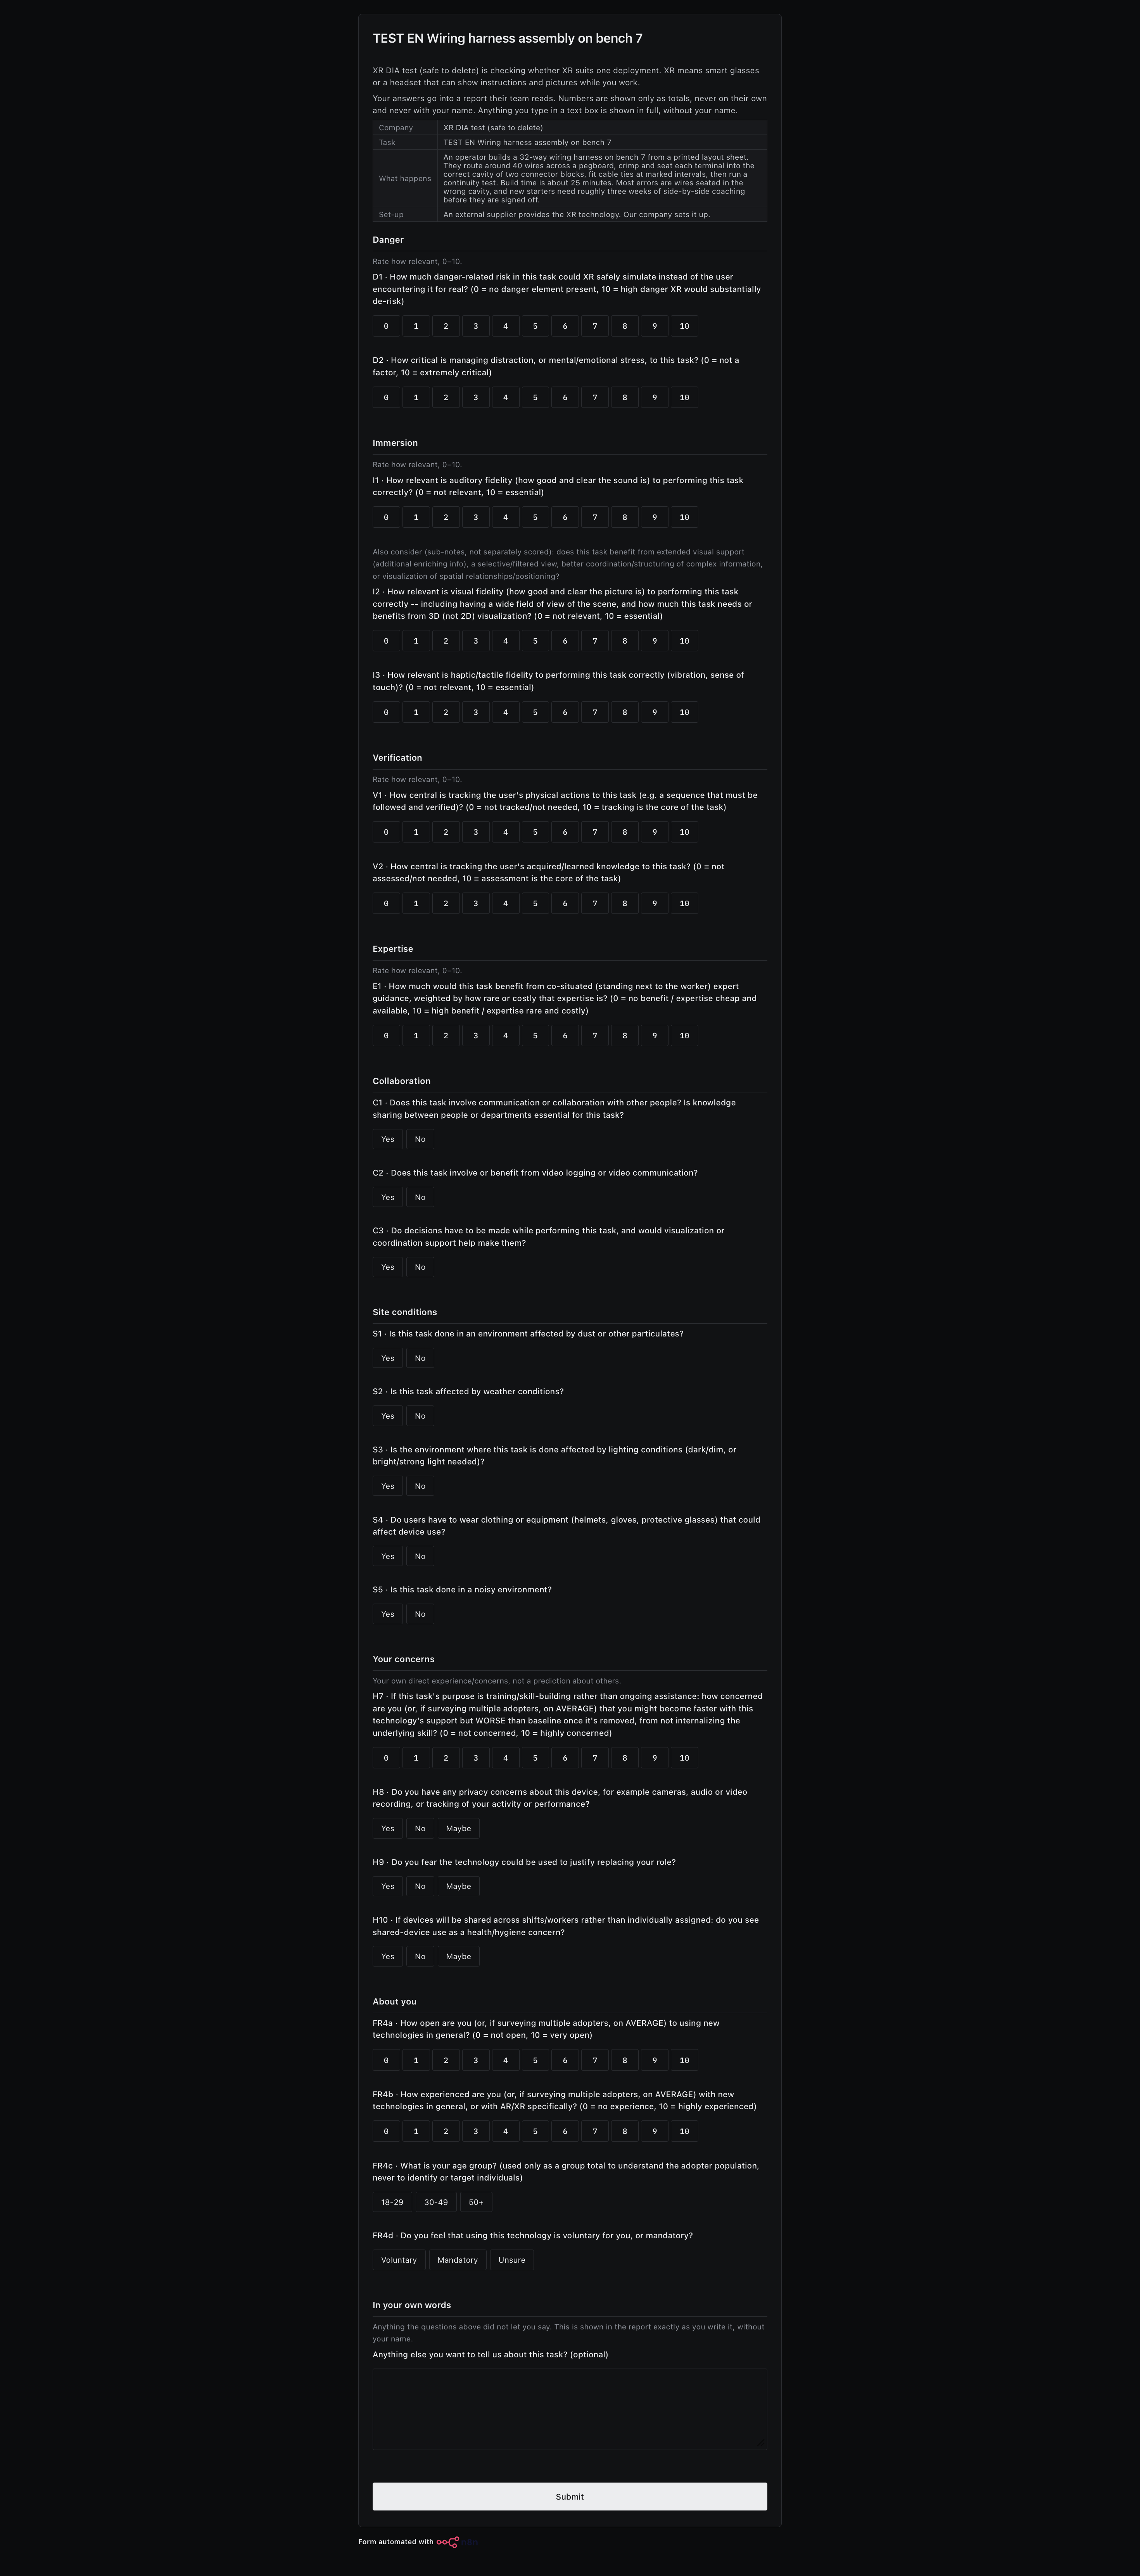 TEST EN Wiring harness assembly on bench 7
XR DIA test (safe to delete) is checking whether XR suits one deployment. XR means smart glasses
or a headset that can show instructions and pictures while you work.
Your answers go into a report their team reads. Numbers are shown only as totals, never on their own
and never with your name. Anything you type in a text box is shown in full, without your name.
Company XR DIA test (safe to delete)
Task TEST EN Wiring harness assembly on bench 7
What happens An operator builds a 32-way wiring harness on bench 7 from a printed layout sheet.
They route around 40 wires across a pegboard, crimp and seat each terminal into the
correct cavity of two connector blocks, fit cable ties at marked intervals, then run a
continuity test. Build time is about 25 minutes. Most errors are wires seated in the
wrong cavity, and new starters need roughly three weeks of side-by-side coaching
before they are signed off.
Set-up An external supplier provides the XR technology. Our company sets it up.
Danger
Rate how relevant, 0–10.
D1 · How much danger-related risk in this task could XR safely simulate instead of the user
encountering it for real? (0 = no danger element present, 10 = high danger XR would substantially
de-risk)
0 1 2 3 4 5 6 7 8 9 10
D2 · How critical is managing distraction, or mental/emotional stress, to this task? (0 = not a
factor, 10 = extremely critical)
0 1 2 3 4 5 6 7 8 9 10
Immersion
Rate how relevant, 0–10.
I1 · How relevant is auditory fidelity (how good and clear the sound is) to performing this task
correctly? (0 = not relevant, 10 = essential)
0 1 2 3 4 5 6 7 8 9 10
Also consider (sub-notes, not separately scored): does this task benefit from extended visual support
(additional enriching info), a selective/filtered view, better coordination/structuring of complex information,
or visualization of spatial relationships/positioning?
I2 · How relevant is visual fidelity (how good and clear the picture is) to performing this task
correctly -- including having a wide field of view of the scene, and how much this task needs or
benefits from 3D (not 2D) visualization? (0 = not relevant, 10 = essential)
0 1 2 3 4 5 6 7 8 9 10
I3 · How relevant is haptic/tactile fidelity to performing this task correctly (vibration, sense of
touch)? (0 = not relevant, 10 = essential)
0 1 2 3 4 5 6 7 8 9 10
Verification
Rate how relevant, 0–10.
V1 · How central is tracking the user's physical actions to this task (e.g. a sequence that must be
followed and verified)? (0 = not tracked/not needed, 10 = tracking is the core of the task)
0 1 2 3 4 5 6 7 8 9 10
V2 · How central is tracking the user's acquired/learned knowledge to this task? (0 = not
assessed/not needed, 10 = assessment is the core of the task)
0 1 2 3 4 5 6 7 8 9 10
Expertise
Rate how relevant, 0–10.
E1 · How much would this task benefit from co-situated (standing next to the worker) expert
guidance, weighted by how rare or costly that expertise is? (0 = no benefit / expertise cheap and
available, 10 = high benefit / expertise rare and costly)
0 1 2 3 4 5 6 7 8 9 10
Collaboration
C1 · Does this task involve communication or collaboration with other people? Is knowledge
sharing between people or departments essential for this task?
Yes No
C2 · Does this task involve or benefit from video logging or video communication?
Yes No
C3 · Do decisions have to be made while performing this task, and would visualization or
coordination support help make them?
Yes No
Site conditions
S1 · Is this task done in an environment affected by dust or other particulates?
Yes No
S2 · Is this task affected by weather conditions?
Yes No
S3 · Is the environment where this task is done affected by lighting conditions (dark/dim, or
bright/strong light needed)?
Yes No
S4 · Do users have to wear clothing or equipment (helmets, gloves, protective glasses) that could
affect device use?
Yes No
S5 · Is this task done in a noisy environment?
Yes No
Your concerns
Your own direct experience/concerns, not a prediction about others.
H7 · If this task's purpose is training/skill-building rather than ongoing assistance: how concerned
are you (or, if surveying multiple adopters, on AVERAGE) that you might become faster with this
technology's support but WORSE than baseline once it's removed, from not internalizing the
underlying skill? (0 = not concerned, 10 = highly concerned)
0 1 2 3 4 5 6 7 8 9 10
H8 · Do you have any privacy concerns about this device, for example cameras, audio or video
recording, or tracking of your activity or performance?
Yes No Maybe
H9 · Do you fear the technology could be used to justify replacing your role?
Yes No Maybe
H10 · If devices will be shared across shifts/workers rather than individually assigned: do you see
shared-device use as a health/hygiene concern?
Yes No Maybe
About you
FR4a · How open are you (or, if surveying multiple adopters, on AVERAGE) to using new
technologies in general? (0 = not open, 10 = very open)
0 1 2 3 4 5 6 7 8 9 10
FR4b · How experienced are you (or, if surveying multiple adopters, on AVERAGE) with new
technologies in general, or with AR/XR specifically? (0 = no experience, 10 = highly experienced)
0 1 2 3 4 5 6 7 8 9 10
FR4c · What is your age group? (used only as a group total to understand the adopter population,
never to identify or target individuals)
18-29 30-49 50+
FR4d · Do you feel that using this technology is voluntary for you, or mandatory?
Voluntary Mandatory Unsure
In your own words
Anything the questions above did not let you say. This is shown in the report exactly as you write it, without
your name.
Anything else you want to tell us about this task? (optional)
Submit
Form automated with